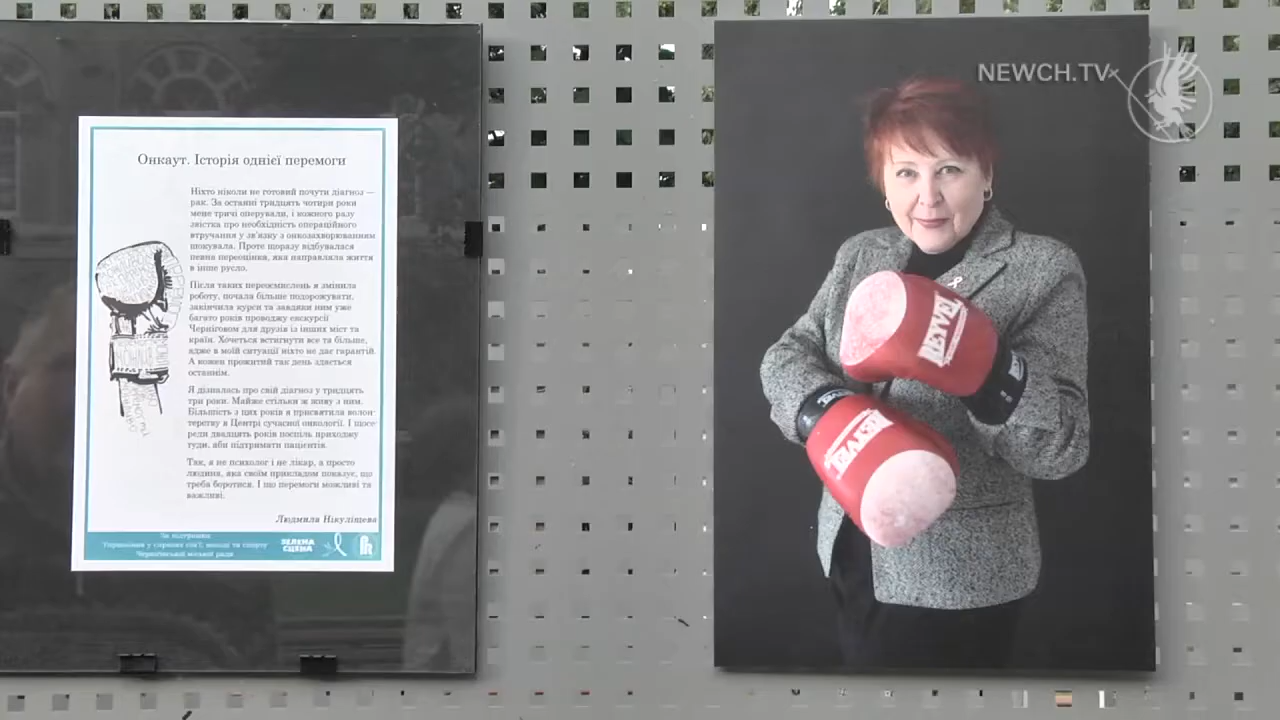 NEWCH.TV
Онкаут. Історія однієї перемоги
Ніхто ніколи не готовий почути діагноз —
рак. За останні тридцять чотири роки
мене тричі оперували, і кожного разу
звістка про необхідність операційного
втручання у зв'язку з онкозахворюванням
шокувала. Проте щоразу відбувалася
певна переоцінка, яка направляла життя
в інше русло.
Після таких переосмислень я змінила
роботу, почала більше подорожувати,
закінчила курси та завдяки ним уже
багато років проводжу екскурсії
Черніговом для друзів із інших міст та
країн. Хочеться встигнути все та більше,
адже в моїй ситуації ніхто не дає гарантій.
А кожен прожитий так день здається
останнім.
Я дізналась про свій діагноз у тридцять
три роки. Майже стільки ж живу з ним.
Більшість з цих років я присвятила волон-
терству в Центрі сучасної онкології. І щосе-
реди двадцять років поспіль приходжу
туди, аби підтримати пацієнтів.
Так, я не психолог і не лікар, а просто
людина, яка своїм прикладом показує, що
треба боротися. І що перемоги можливі та
важливі.
Людмила Нікуліщева
За підтримки
Управління у справах сім'ї, молоді та спорту
Чернігівської міської ради
ЗЕЛЕНА
СЦЕНА
REYVEL
REYVEL